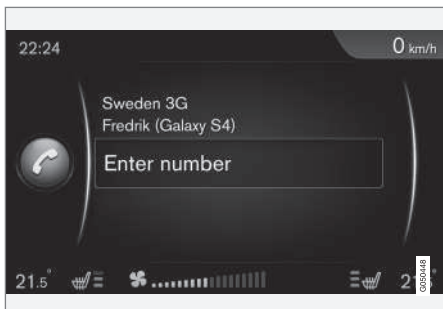 22:24
0 km/h
Sweden 3G
Fredrik (Galaxy S4)
Enter number
21.5°
G050448